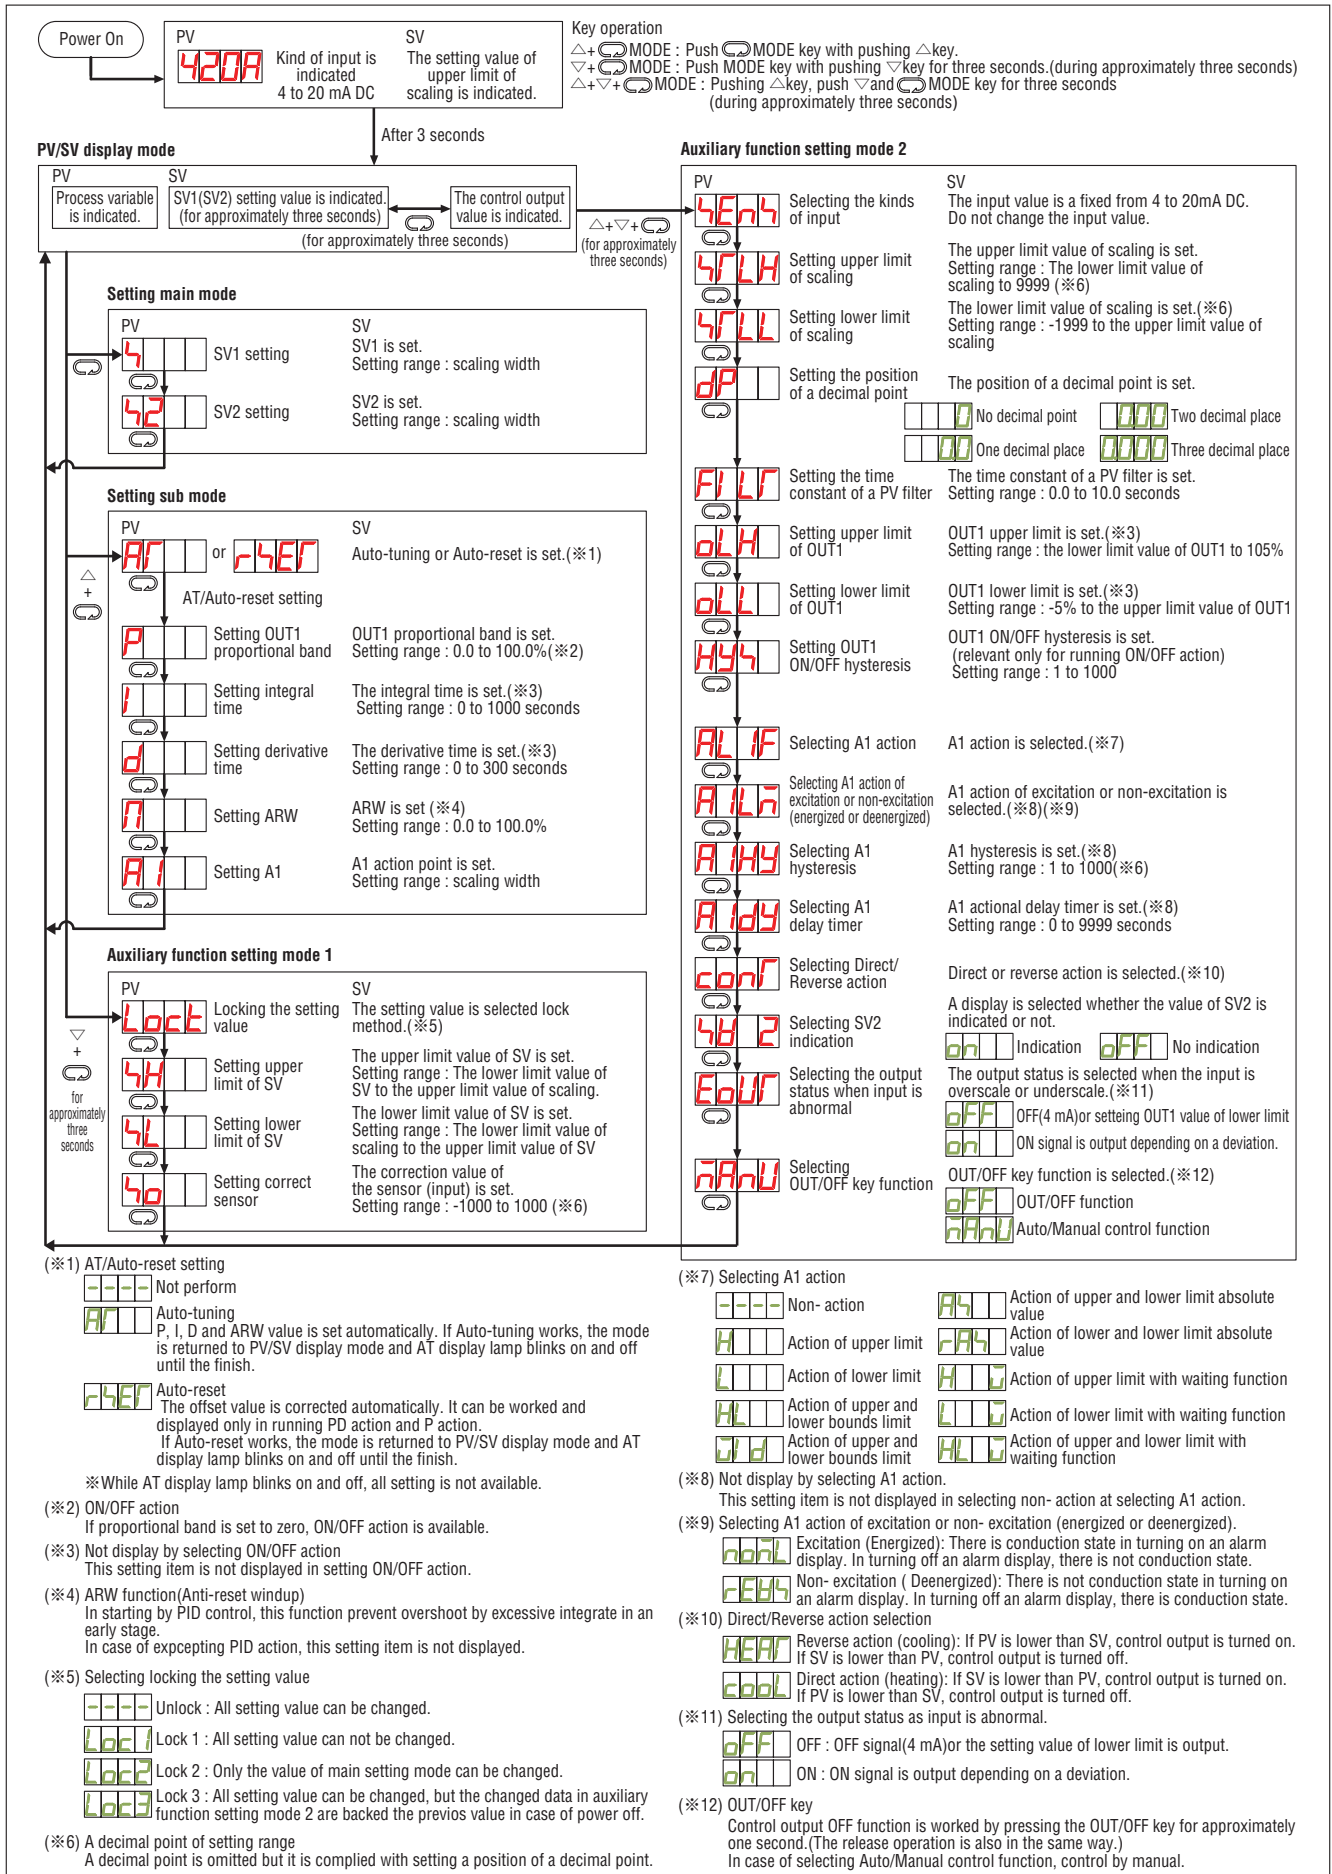 Power On
PV
SV
420A
Kind of input is
indicated
4 to 20 mA DC
The setting value of
upper limit of
scaling is indicated.
Key operation
△+ MODE : Push MODE key with pushing △key.
▽+ MODE : Push MODE key with pushing ▽key for three seconds.(during approximately three seconds)
△+▽+ MODE : Pushing △key, push ▽and MODE key for three seconds
(during approximately three seconds)
After 3 seconds
PV/SV display mode
PV
SV
Process variable
is indicated.
SV1(SV2) setting value is indicated.
(for approximately three seconds)
The control output
value is indicated.
(for approximately three seconds)
△+▽+
(for approximately
three seconds)
Setting main mode
PV
SV
SV1 setting
SV1 is set.
Setting range : scaling width
SV2 setting
SV2 is set.
Setting range : scaling width
Setting sub mode
PV
SV
AT or rSET
Auto-tuning or Auto-reset is set.(※1)
△
+
AT/Auto-reset setting
P
Setting OUT1
proportional band
OUT1 proportional band is set.
Setting range : 0.0 to 100.0%(※2)
I
Setting integral
time
The integral time is set.(※3)
Setting range : 0 to 1000 seconds
d
Setting derivative
time
The derivative time is set.(※3)
Setting range : 0 to 300 seconds
Setting ARW
ARW is set (※4)
Setting range : 0.0 to 100.0%
A1
Setting A1
A1 action point is set.
Setting range : scaling width
Auxiliary function setting mode 1
PV
SV
Loct
Locking the setting
value
The setting value is selected lock
method.(※5)
▽
+
for
approximately
three
seconds
SH
Setting upper
limit of SV
The upper limit value of SV is set.
Setting range : The lower limit value of
SV to the upper limit value of scaling.
SL
Setting lower
limit of SV
The lower limit value of SV is set.
Setting range : The lower limit value of
scaling to the upper limit value of SV
So
Setting correct
sensor
The correction value of
the sensor (input) is set.
Setting range : -1000 to 1000 (※6)
Auxiliary function setting mode 2
PV
SV
SEnS
Selecting the kinds
of input
The input value is a fixed from 4 to 20mA DC.
Do not change the input value.
STLH
Setting upper limit
of scaling
The upper limit value of scaling is set.
Setting range : The lower limit value of
scaling to 9999 (※6)
STLL
Setting lower limit
of scaling
The lower limit value of scaling is set.(※6)
Setting range : -1999 to the upper limit value of
scaling
dP
Setting the position
of a decimal point
The position of a decimal point is set.
0 No decimal point
000 Two decimal place
00 One decimal place
0000 Three decimal place
FILT
Setting the time
constant of a PV filter
The time constant of a PV filter is set.
Setting range : 0.0 to 10.0 seconds
oLH
Setting upper limit
of OUT1
OUT1 upper limit is set.(※3)
Setting range : the lower limit value of OUT1 to 105%
oLL
Setting lower limit
of OUT1
OUT1 lower limit is set.(※3)
Setting range : -5% to the upper limit value of OUT1
HYS
Setting OUT1
ON/OFF hysteresis
OUT1 ON/OFF hysteresis is set.
(relevant only for running ON/OFF action)
Setting range : 1 to 1000
AL1F
Selecting A1 action
A1 action is selected.(※7)
A1Lm
Selecting A1 action of
excitation or non-excitation
(energized or deenergized)
A1 action of excitation or non-excitation is
selected.(※8)(※9)
A1HY
Selecting A1
hysteresis
A1 hysteresis is set.(※8)
Setting range : 1 to 1000(※6)
A1dY
Selecting A1
delay timer
A1 actional delay timer is set.(※8)
Setting range : 0 to 9999 seconds
conT
Selecting Direct/
Reverse action
Direct or reverse action is selected.(※10)
Selecting SV2
indication
A display is selected whether the value of SV2 is
indicated or not.
on Indication
oFF No indication
EoUT
Selecting the output
status when input is
abnormal
The output status is selected when the input is
overscale or underscale.(※11)
oFF OFF(4 mA)or setteing OUT1 value of lower limit
on ON signal is output depending on a deviation.
mAnU
Selecting
OUT/OFF key function
OUT/OFF key function is selected.(※12)
oFF OUT/OFF function
mAnU Auto/Manual control function
(※1) AT/Auto-reset setting
---- Not perform
AT Auto-tuning
P, I, D and ARW value is set automatically. If Auto-tuning works, the mode
is returned to PV/SV display mode and AT display lamp blinks on and off
until the finish.
rSET Auto-reset
The offset value is corrected automatically. It can be worked and
displayed only in running PD action and P action.
If Auto-reset works, the mode is returned to PV/SV display mode and AT
display lamp blinks on and off until the finish.
※While AT display lamp blinks on and off, all setting is not available.
(※2) ON/OFF action
If proportional band is set to zero, ON/OFF action is available.
(※3) Not display by selecting ON/OFF action
This setting item is not displayed in setting ON/OFF action.
(※4) ARW function(Anti-reset windup)
In starting by PID control, this function prevent overshoot by excessive integrate in an
early stage.
In case of expcepting PID action, this setting item is not displayed.
(※5) Selecting locking the setting value
---- Unlock : All setting value can be changed.
Loc1 Lock 1 : All setting value can not be changed.
Loc2 Lock 2 : Only the value of main setting mode can be changed.
Loc3 Lock 3 : All setting value can be changed, but the changed data in auxiliary
function setting mode 2 are backed the previos value in case of power off.
(※6) A decimal point of setting range
A decimal point is omitted but it is complied with setting a position of a decimal point.
(※7) Selecting A1 action
---- Non- action
AS Action of upper and lower limit absolute
value
H Action of upper limit
rAS Action of lower and lower limit absolute
value
L Action of lower limit
H w Action of upper limit with waiting function
HL Action of upper and
lower bounds limit
L w Action of lower limit with waiting function
wid Action of upper and
lower bounds limit
HL w Action of upper and lower limit with
waiting function
(※8) Not display by selecting A1 action.
This setting item is not displayed in selecting non- action at selecting A1 action.
(※9) Selecting A1 action of excitation or non- excitation (energized or deenergized).
nomL Excitation (Energized): There is conduction state in turning on an alarm
display. In turning off an alarm display, there is not conduction state.
rEVS Non- excitation ( Deenergized): There is not conduction state in turning on
an alarm display. In turning off an alarm display, there is conduction state.
(※10) Direct/Reverse action selection
HEAT Reverse action (cooling): If PV is lower than SV, control output is turned on.
If SV is lower than PV, control output is turned off.
cooL Direct action (heating): If SV is lower than PV, control output is turned on.
If PV is lower than SV, control output is turned off.
(※11) Selecting the output status as input is abnormal.
oFF OFF : OFF signal(4 mA)or the setting value of lower limit is output.
on ON : ON signal is output depending on a deviation.
(※12) OUT/OFF key
Control output OFF function is worked by pressing the OUT/OFF key for approximately
one second.(The release operation is also in the same way.)
In case of selecting Auto/Manual control function, control by manual.